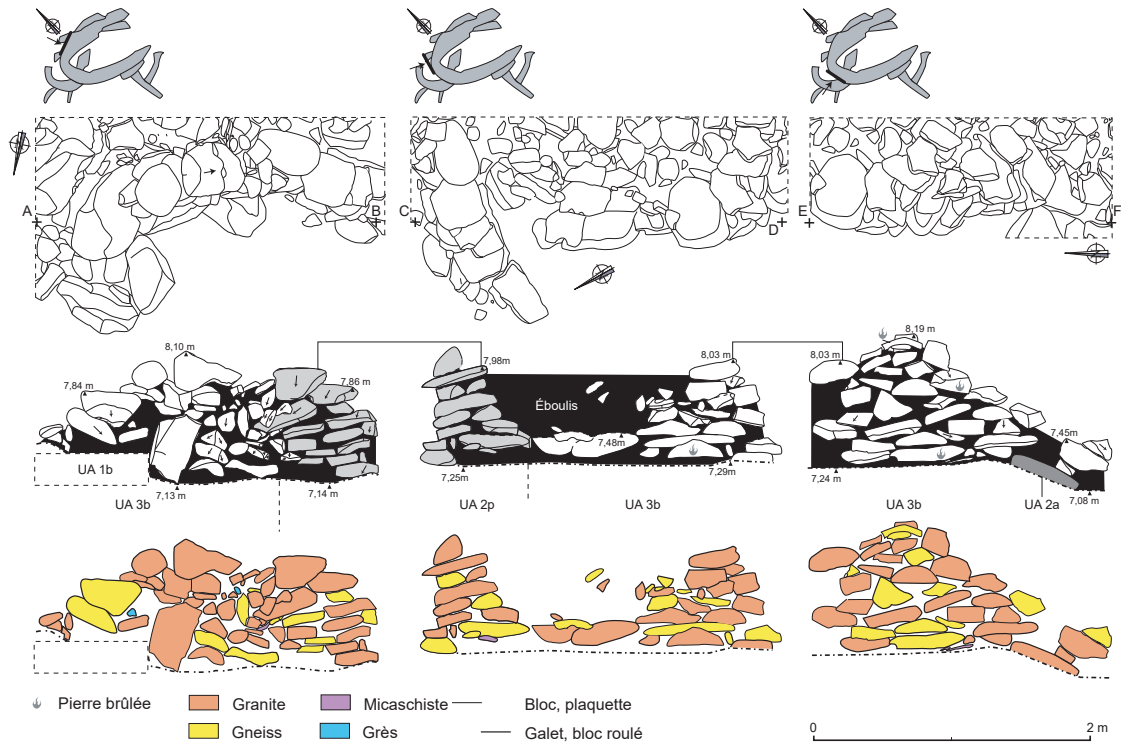 A B C D E F
8,10 m
7,84 m
7,86 m
UA 1b
7,13 m
7,14 m
UA 3b
7,98m
8,03 m
Éboulis
7,48m
7,25m
7,29m
UA 2p
UA 3b
8,19 m
8,03 m
7,45m
7,24 m
7,08 m
UA 3b
UA 2a
Pierre brûlée
Granite
Micaschiste
Bloc, plaquette
Gneiss
Grès
Galet, bloc roulé
0 2 m